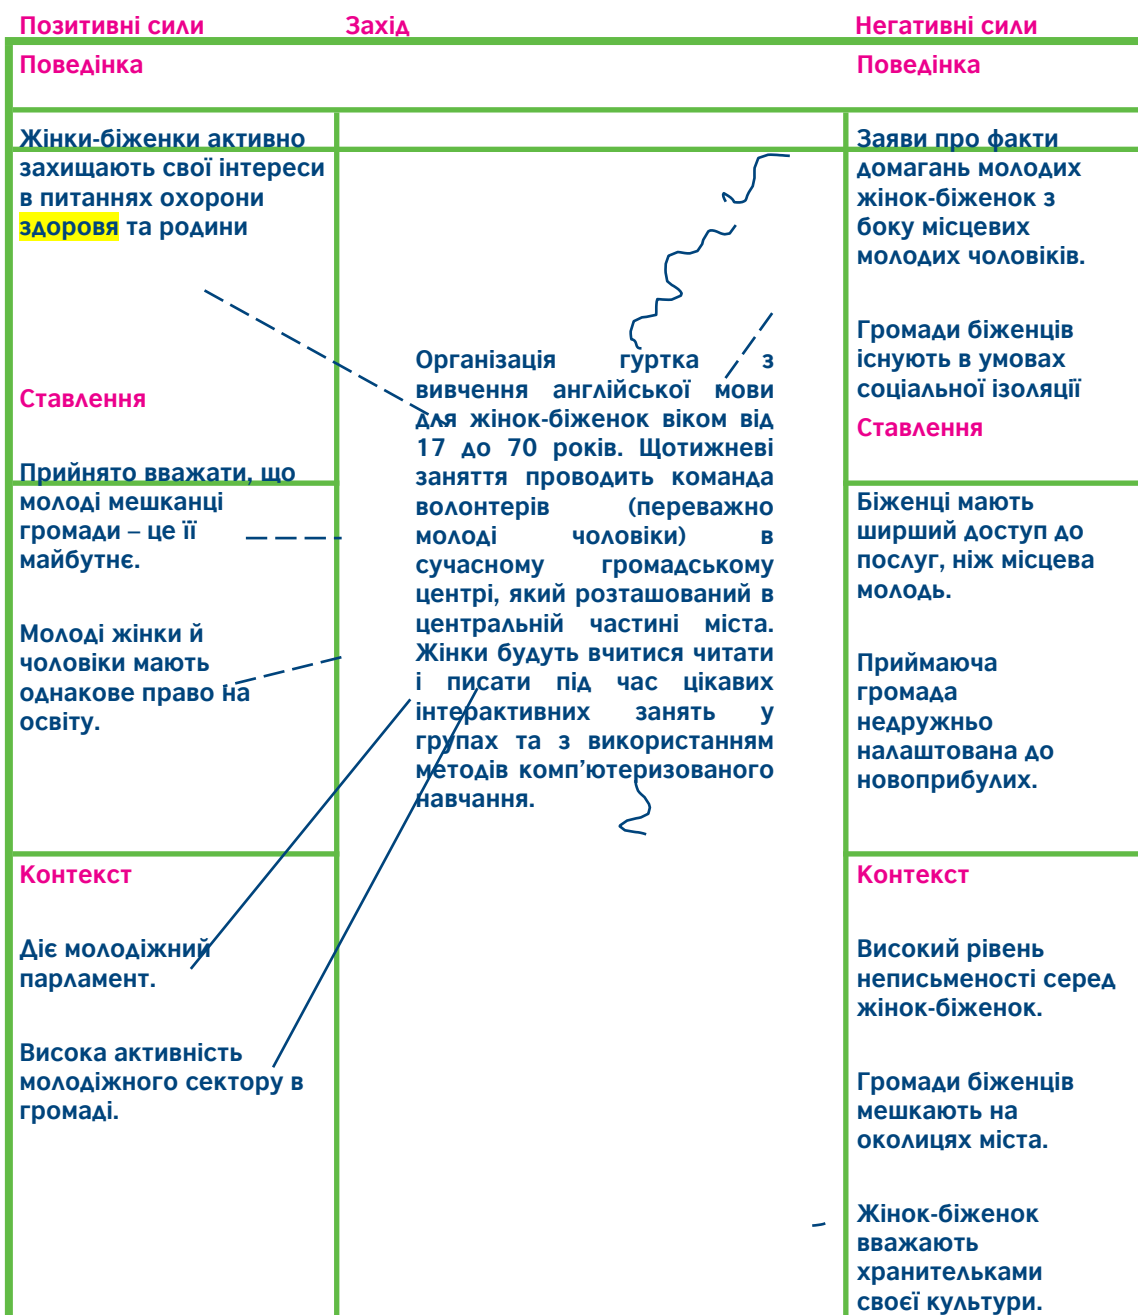 Позитивні сили
Захід
Негативні сили
Поведінка
Поведінка
Жінки-біженки активно
захищають свої інтереси
в питаннях охорони
здоровя та родини
Ставлення
Прийнято вважати, що
молоді мешканці
громади – це її
майбутнє.
Молоді жінки й
чоловіки мають
однакове право на
освіту.
Контекст
Діє молодіжний
парламент.
Висока активність
молодіжного сектору в
громаді.
Організація гуртка з
вивчення англійської мови
для жінок-біженок віком від
17 до 70 років. Щотижневі
заняття проводить команда
волонтерів (переважно
молоді чоловіки) в
сучасному громадському
центрі, який розташований в
центральній частині міста.
Жінки будуть вчитися читати
і писати під час цікавих
інтерактивних занять у
групах та з використанням
методів комп’ютеризованого
навчання.
Заяви про факти
домагань молодих
жінок-біженок з
боку місцевих
молодих чоловіків.
Громади біженців
існують в умовах
соціальної ізоляції
Ставлення
Біженці мають
ширший доступ до
послуг, ніж місцева
молодь.
Приймаюча
громада
недружньо
налаштована до
новоприбулих.
Контекст
Високий рівень
неписьмености серед
жінок-біженок.
Громади біженців
мешкають на
околицях міста.
Жінок-біженок
вважають
хранительками
своєї культури.